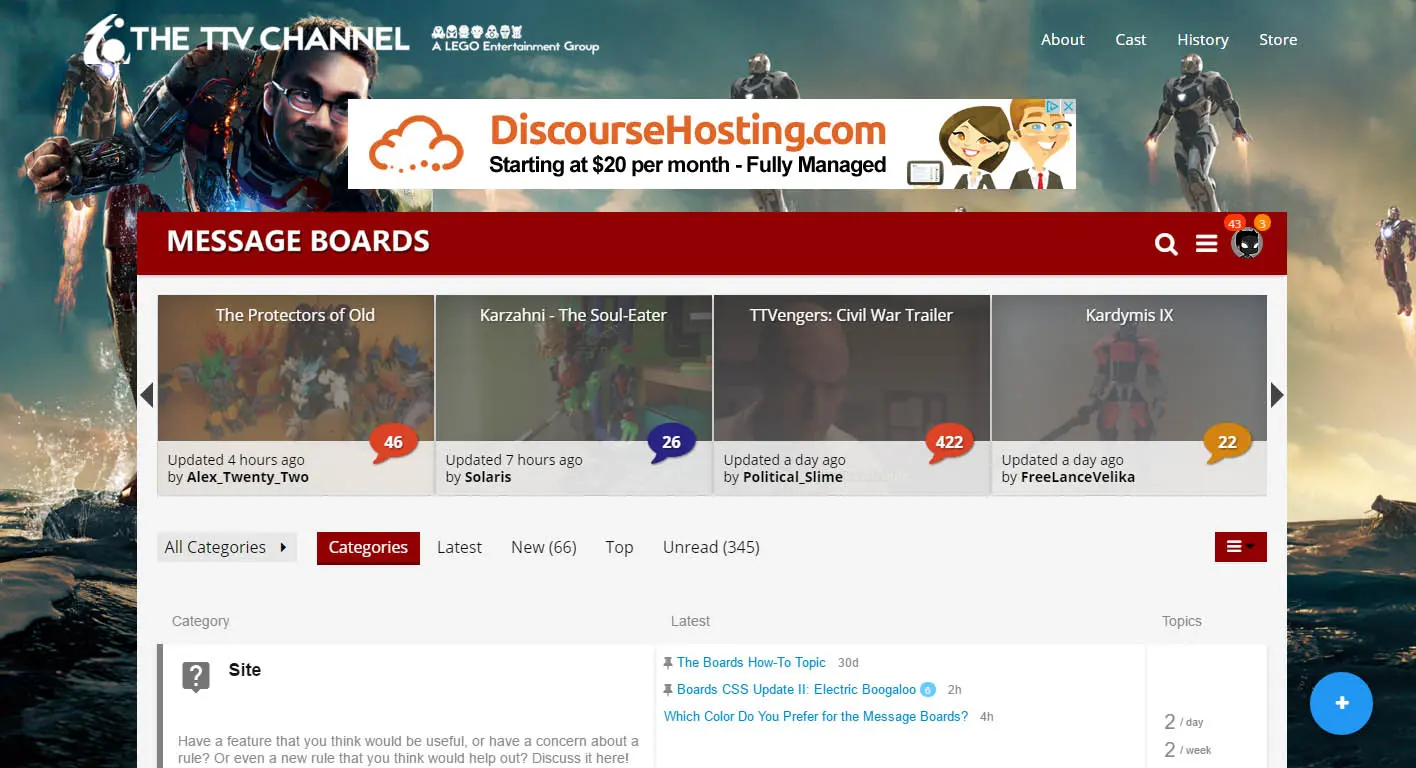 THE TTV CHANNEL
A LEGO Entertainment Group
About Cast History Store
DiscourseHosting.com
Starting at $20 per month - Fully Managed
MESSAGE BOARDS
43 3
The Protectors of Old
46
Updated 4 hours ago
by Alex_Twenty_Two
Karzahni - The Soul-Eater
26
Updated 7 hours ago
by Solaris
TTVengers: Civil War Trailer
422
Updated a day ago
by Political_Slime
Kardymis IX
22
Updated a day ago
by FreeLanceVelika
All Categories Categories Latest New (66) Top Unread (345)
Category Latest Topics
Site
Have a feature that you think would be useful, or have a concern about a
rule? Or even a new rule that you think would help out? Discuss it here!
The Boards How-To Topic 30d
Boards CSS Update II: Electric Boogaloo 6 2h
Which Color Do You Prefer for the Message Boards? 4h
2 / day
2 / week